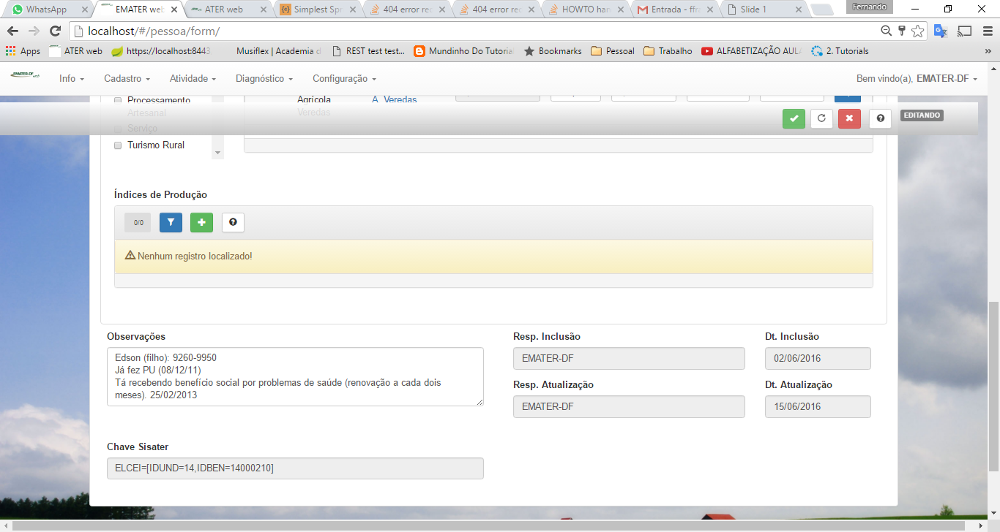 WhatsApp
EMATER web
ATER web
Simplest Spr
404 error rec
404 error rec
HOWTO han
Entrada - ffra
Slide 1
Fernando
localhost/#/pessoa/form/
Apps
ATER web
https://localhost:8443
Musiflex | Academia d
REST test test...
Mundinho Do Tutoria
Bookmarks
Pessoal
Trabalho
ALFABETIZAÇÃO AUL
2. Tutorials
»
EMATER-DF
Info
Cadastro
Atividade
Diagnóstico
Configuração
Bem vindo(a), EMATER-DF
Processamento
Artesanal
Serviço
Turismo Rural
Agrícola
Veredas
A Veredas
EDITANDO
Índices de Produção
0/0
Nenhum registro localizado!
Observações
Edson (filho): 9260-9950
Já fez PU (08/12/11)
Tá recebendo benefício social por problemas de saúde (renovação a cada dois
meses). 25/02/2013
Resp. Inclusão
EMATER-DF
Dt. Inclusão
02/06/2016
Resp. Atualização
EMATER-DF
Dt. Atualização
15/06/2016
Chave Sisater
ELCEI=[IDUND=14,IDBEN=14000210]